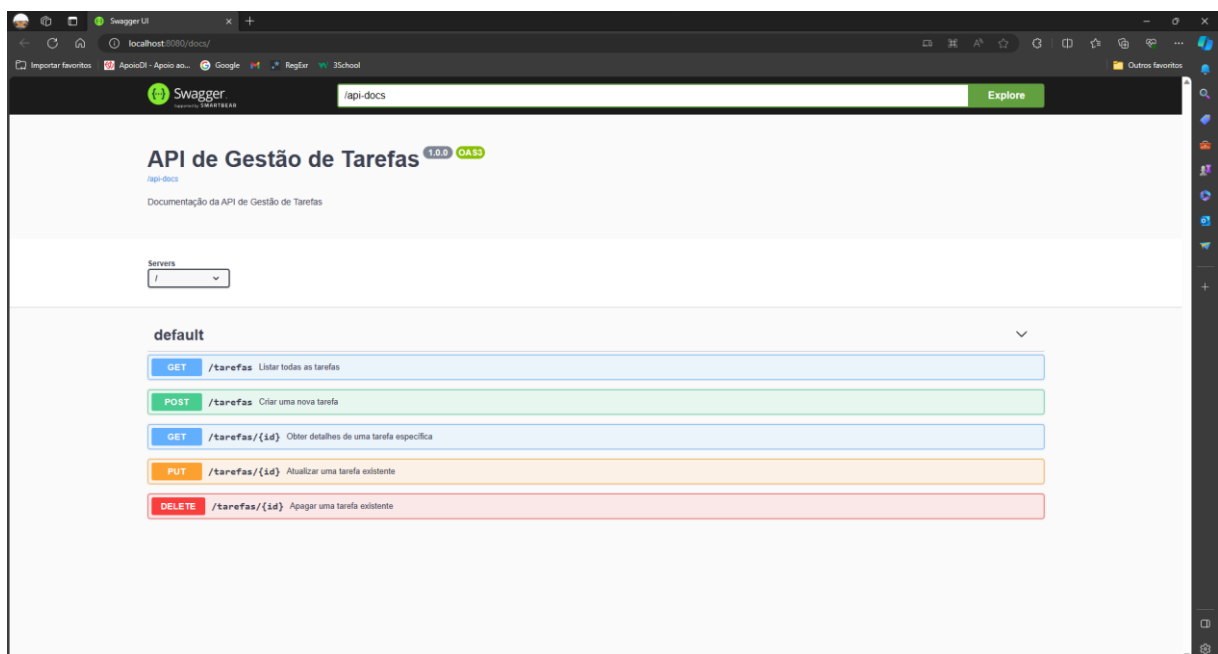 Swagger UI
localhost:8080/docs/
Importar favoritos ApoioDI - Apoio ao... Google RegExr 3School Outros favoritos
Swagger. Supported by SMARTBEAR /api-docs Explore
API de Gestão de Tarefas 1.0.0 OAS3
/api-docs
Documentação da API de Gestão de Tarefas
Servers
/
default
GET /tarefas Listar todas as tarefas
POST /tarefas Criar uma nova tarefa
GET /tarefas/{id} Obter detalhes de uma tarefa específica
PUT /tarefas/{id} Atualizar uma tarefa existente
DELETE /tarefas/{id} Apagar uma tarefa existente